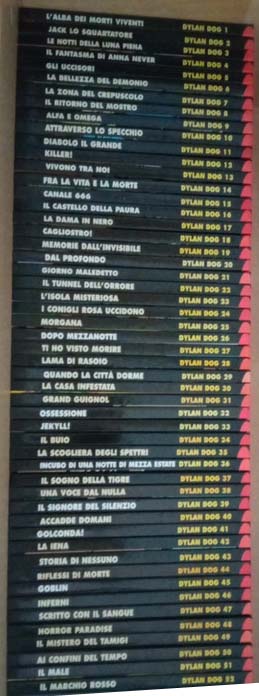 L'ALBA DEI MORTI VIVENTI DYLAN DOG 1
JACK LO SQUARTATORE DYLAN DOG 2
LE NOTTI DELLA LUNA PIENA DYLAN DOG 3
IL FANTASMA DI ANNA NEVER DYLAN DOG 4
GLI UCCISORI DYLAN DOG 5
LA BELLEZZA DEL DEMONIO DYLAN DOG 6
LA ZONA DEL CREPUSCOLO DYLAN DOG 7
IL RITORNO DEL MOSTRO DYLAN DOG 8
ALFA E OMEGA DYLAN DOG 9
ATTRAVERSO LO SPECCHIO DYLAN DOG 10
DIABOLO IL GRANDE DYLAN DOG 11
KILLER! DYLAN DOG 12
VIVONO TRA NOI DYLAN DOG 13
FRA LA VITA E LA MORTE DYLAN DOG 14
CANALE 666 DYLAN DOG 15
IL CASTELLO DELLA PAURA DYLAN DOG 16
LA DAMA IN NERO DYLAN DOG 17
CAGLIOSTRO! DYLAN DOG 18
MEMORIE DALL'INVISIBILE DYLAN DOG 19
DAL PROFONDO DYLAN DOG 20
GIORNO MALEDETTO DYLAN DOG 21
IL TUNNEL DELL'ORRORE DYLAN DOG 22
L'ISOLA MISTERIOSA DYLAN DOG 23
I CONIGLI ROSA UCCIDONO DYLAN DOG 24
MORGANA DYLAN DOG 25
DOPO MEZZANOTTE DYLAN DOG 26
TI HO VISTO MORIRE DYLAN DOG 27
LAMA DI RASOIO DYLAN DOG 28
QUANDO LA CITTÀ DORME DYLAN DOG 29
LA CASA INFESTATA DYLAN DOG 30
GRAND GUIGNOL DYLAN DOG 31
OSSESSIONE DYLAN DOG 32
JEKYLL! DYLAN DOG 33
IL BUIO DYLAN DOG 34
LA SCOGLIERA DEGLI SPETTRI DYLAN DOG 35
INCUBO DI UNA NOTTE DI MEZZA ESTATE DYLAN DOG 36
IL SOGNO DELLA TIGRE DYLAN DOG 37
UNA VOCE DAL NULLA DYLAN DOG 38
IL SIGNORE DEL SILENZIO DYLAN DOG 39
ACCADDE DOMANI DYLAN DOG 40
GOLCONDA! DYLAN DOG 41
LA IENA DYLAN DOG 42
STORIA DI NESSUNO DYLAN DOG 43
RIFLESSI DI MORTE DYLAN DOG 44
GOBLIN DYLAN DOG 45
INFERNI DYLAN DOG 46
SCRITTO CON IL SANGUE DYLAN DOG 47
HORROR PARADISE DYLAN DOG 48
IL MISTERO DEL TAMIGI DYLAN DOG 49
AI CONFINI DEL TEMPO DYLAN DOG 50
IL MALE DYLAN DOG 51
IL MARCHIO ROSSO DYLAN DOG 52